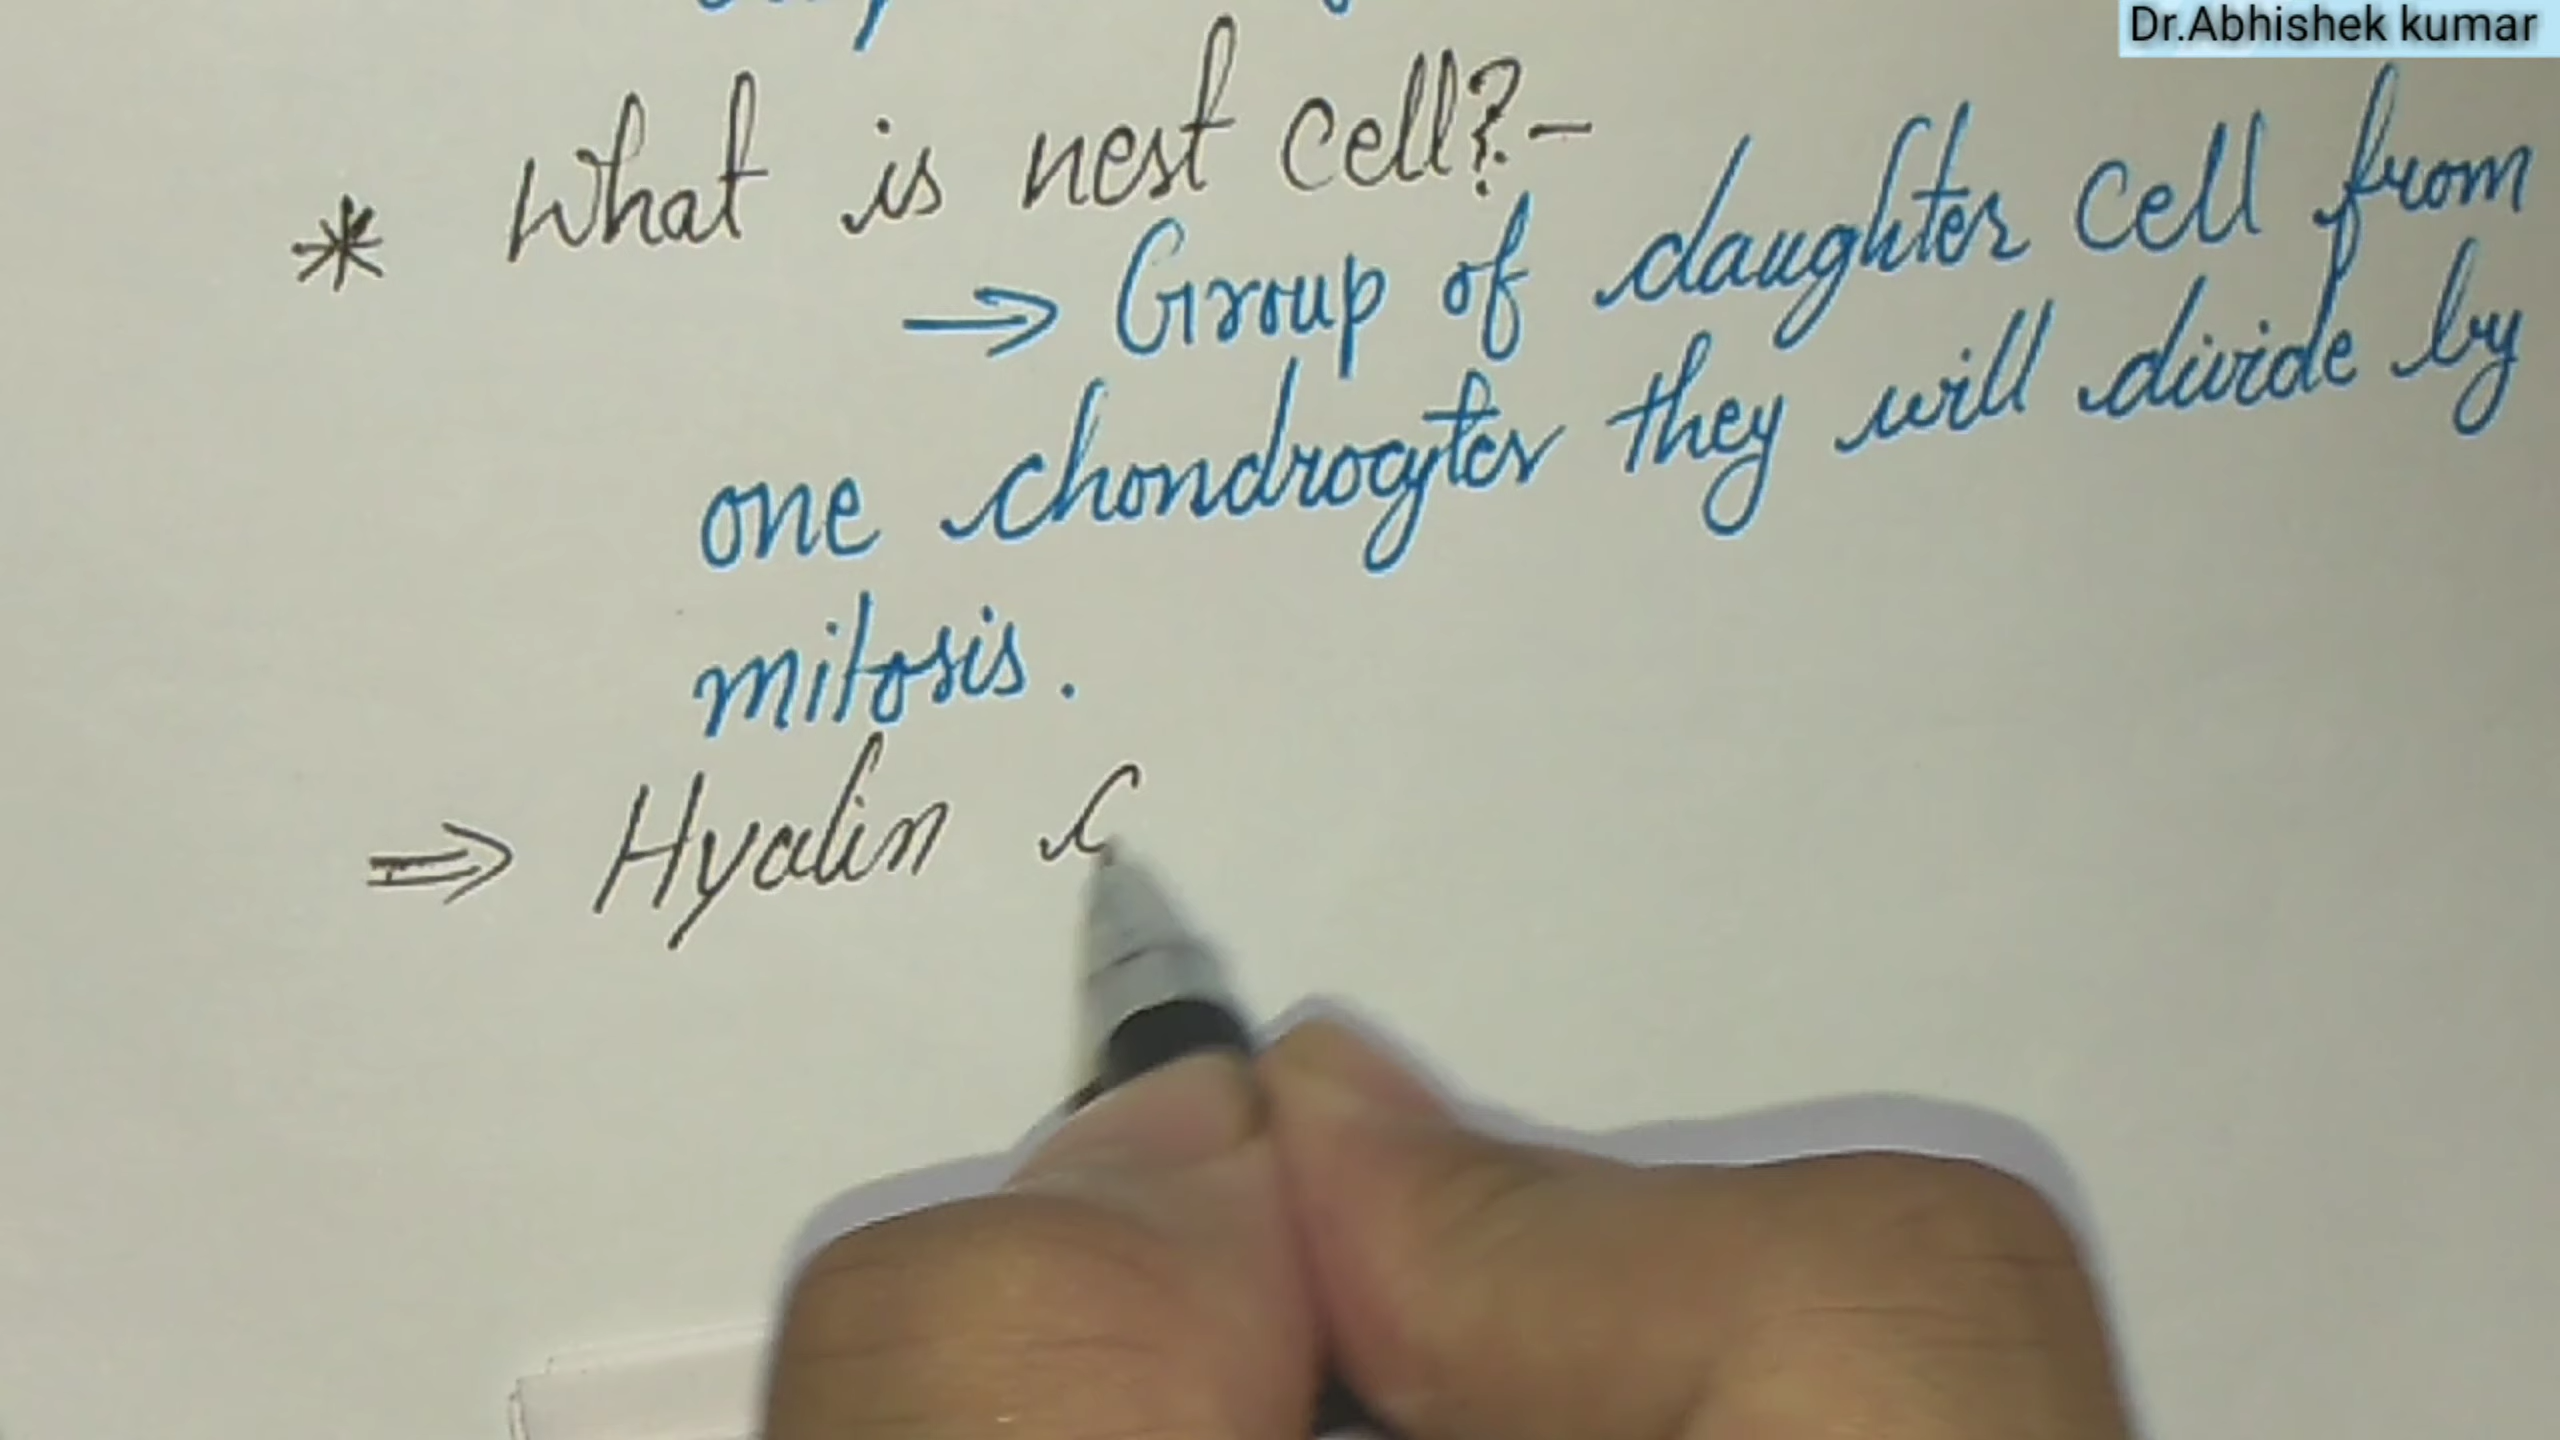 Dr.Abhishek kumar
* What is nest cell?-
→ Group of daughter cell from
one chondrocyter they will divide by
mitosis.
⇒ Hyalin c